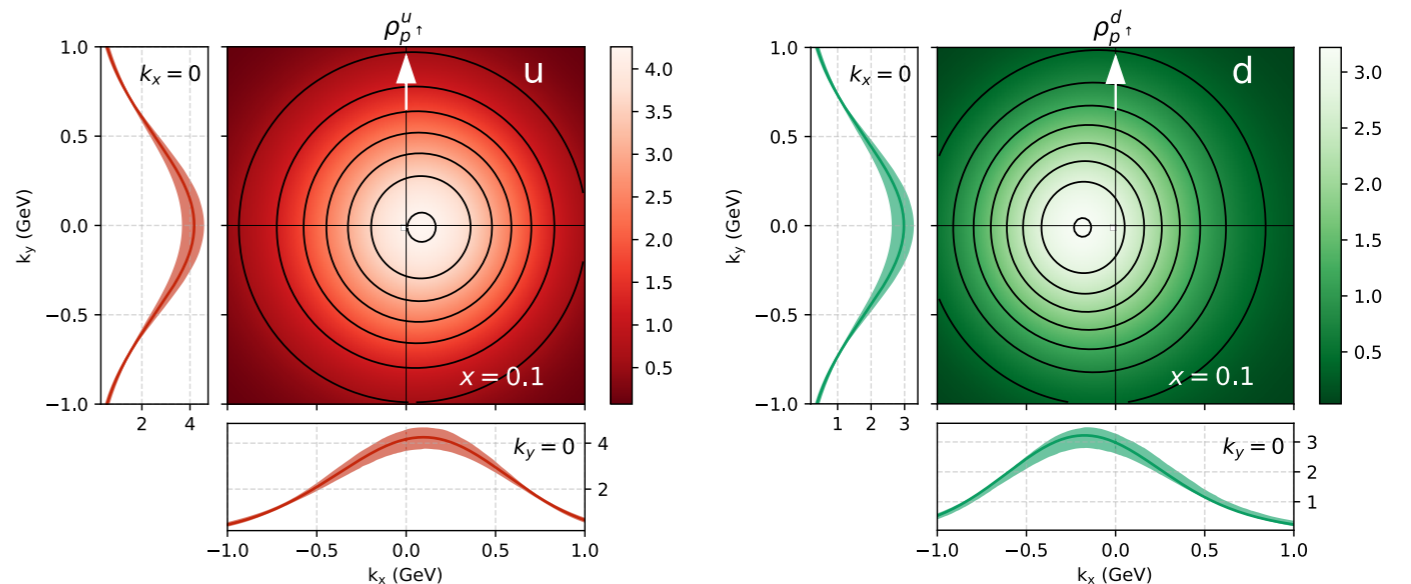 ρ^u_{p↑}
k_x = 0
u
x = 0.1
k_y (GeV)
1.0
0.5
0.0
−0.5
−1.0
2 4
4.0
3.5
3.0
2.5
2.0
1.5
1.0
0.5
k_y = 0
4
2
−1.0 −0.5 0.0 0.5 1.0
k_x (GeV)
ρ^d_{p↑}
k_x = 0
d
x = 0.1
k_y (GeV)
1.0
0.5
0.0
−0.5
−1.0
1 2 3
3.0
2.5
2.0
1.5
1.0
0.5
k_y = 0
3
2
1
−1.0 −0.5 0.0 0.5 1.0
k_x (GeV)